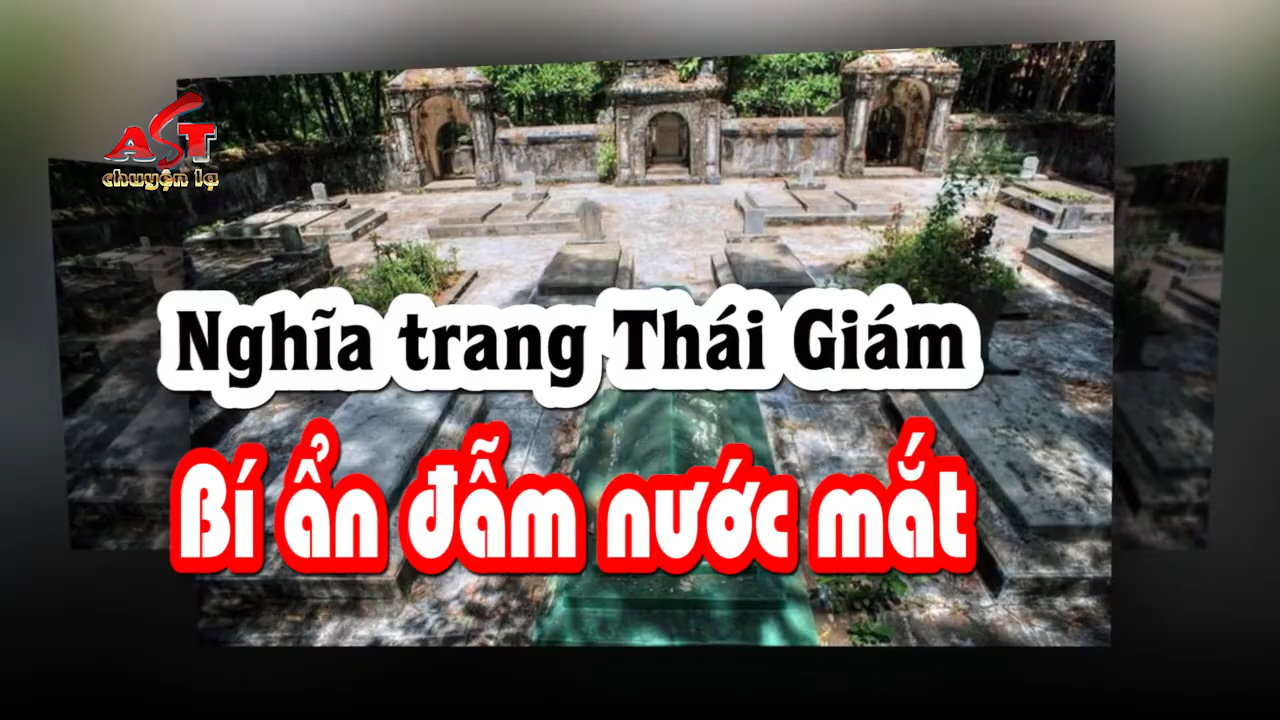 AST
chuyện lạ
Nghĩa trang Thái Giám
Bí ẩn đẫm nước mắt